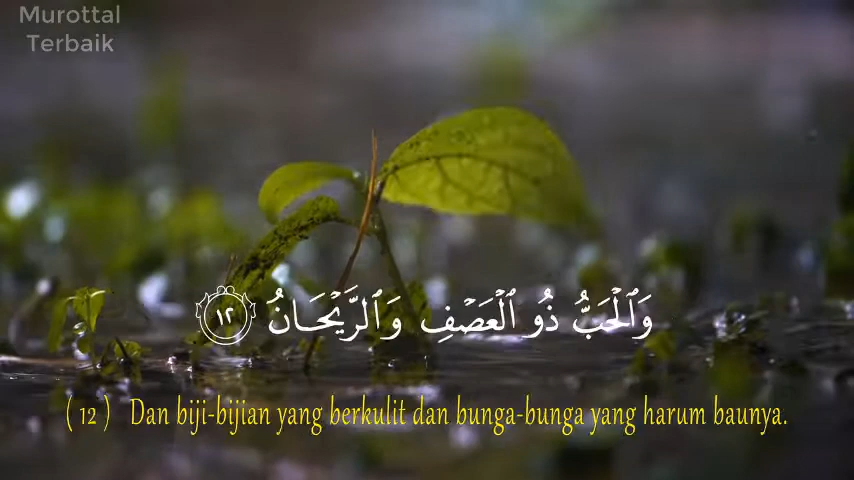 Murottal
Terbaik
وَٱلْحَبُّ ذُو ٱلْعَصْفِ وَٱلرَّيْحَانُ ١٢
( 12 ) Dan biji-bijian yang berkulit dan bunga-bunga yang harum baunya.